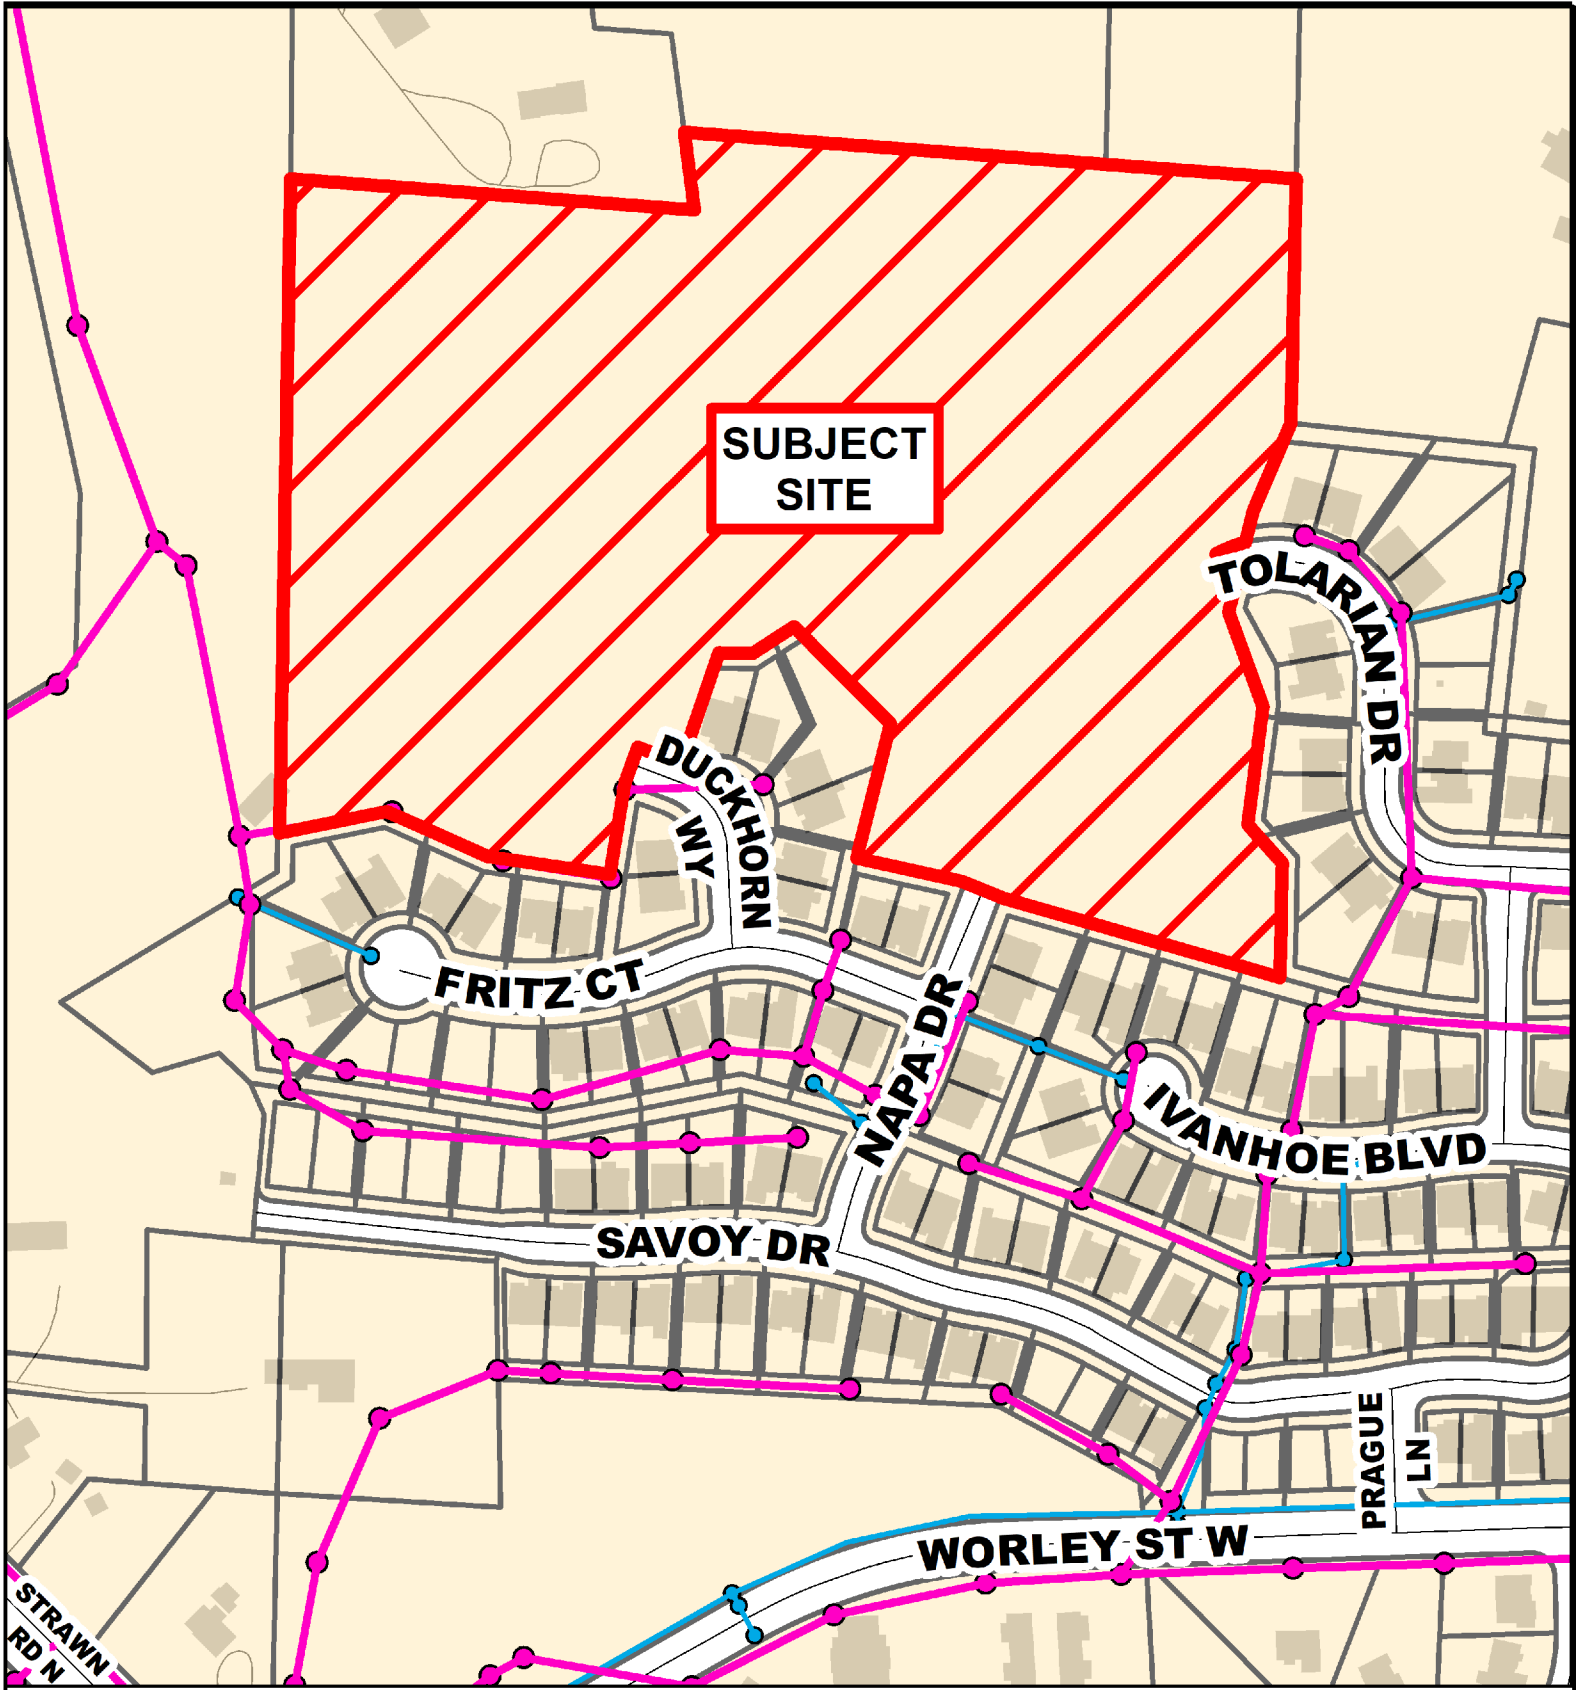 SUBJECT
SITE
TOLARIAN DR
DUCKHORN
WY
FRITZ CT
NAPA DR
IVANHOE BLVD
SAVOY DR
PRAGUE
LN
WORLEY ST W
STRAWN
RD N